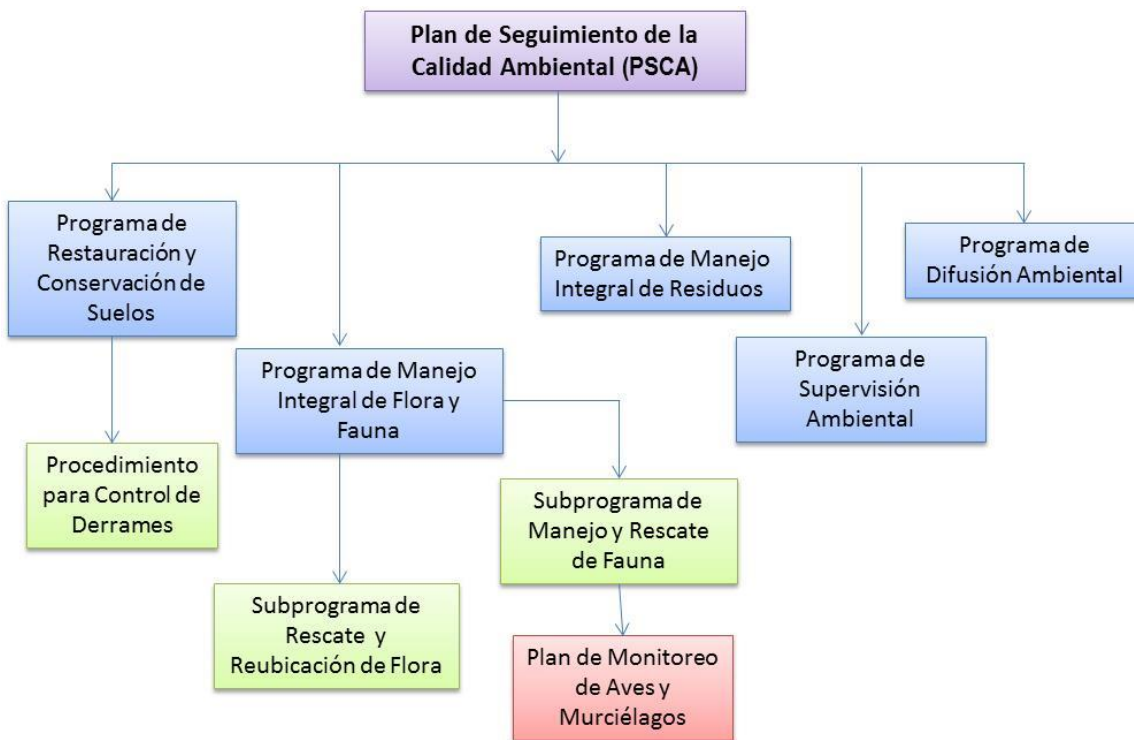 Plan de Seguimiento de la
Calidad Ambiental (PSCA)
Programa de
Restauración y
Conservación de
Suelos
Programa de Manejo
Integral de Flora y
Fauna
Programa de Manejo
Integral de Residuos
Programa de
Supervisión
Ambiental
Programa de
Difusión Ambiental
Procedimiento
para Control de
Derrames
Subprograma de
Rescate y
Reubicación de Flora
Subprograma de
Manejo y Rescate
de Fauna
Plan de Monitoreo
de Aves y
Murciélagos